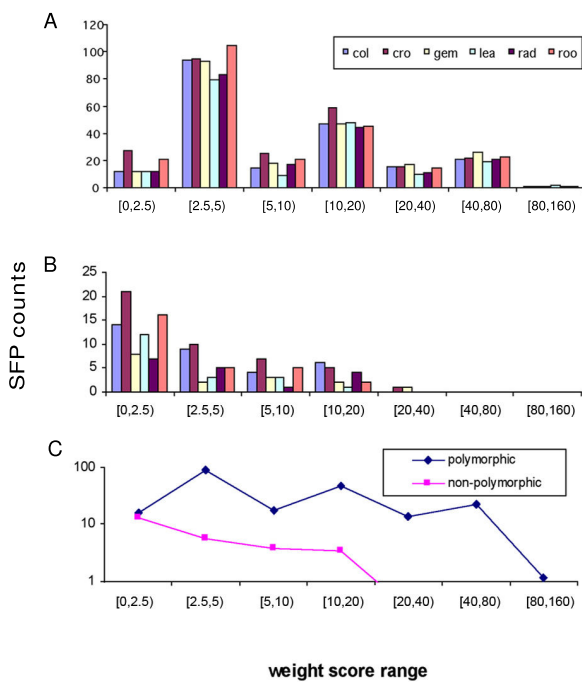 A
120
100
80
60
40
20
0
col cro gem lea rad roo
[0,2.5) [2.5,5) [5,10) [10,20) [20,40) [40,80) [80,160)
B
SFP counts
25
20
15
10
5
0
[0,2.5) [2.5,5) [5,10) [10,20) [20,40) [40,80) [80,160)
C
100
10
1
polymorphic
non-polymorphic
[0,2.5) [2.5,5) [5,10) [10,20) [20,40) [40,80) [80,160)
weight score range